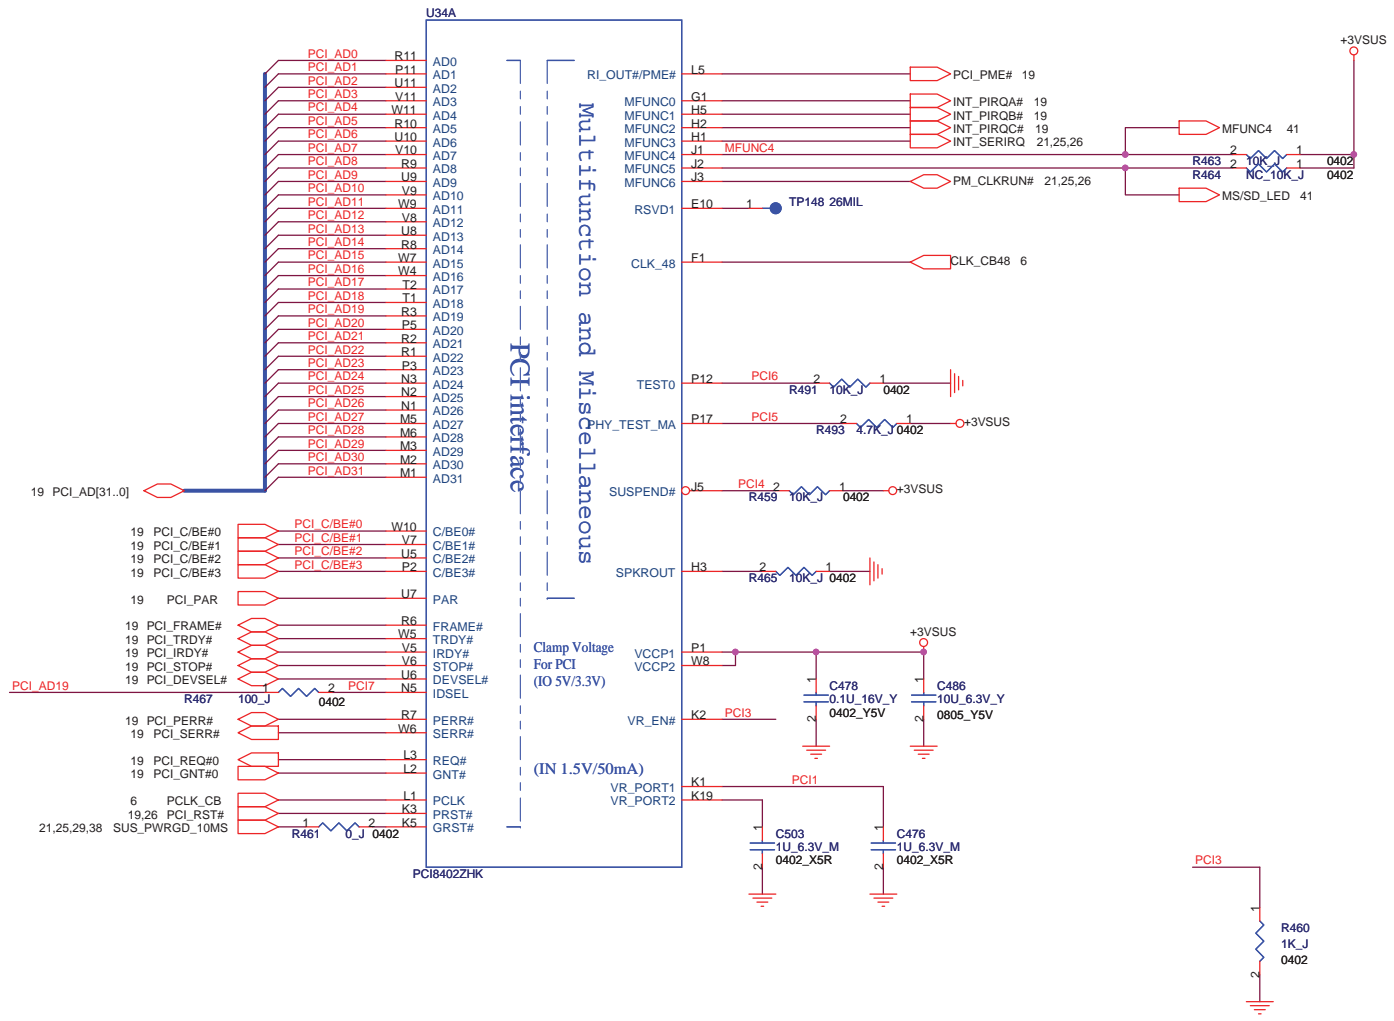 U34A
+3VSUS
PCI_AD0 R11 AD0
PCI_AD1 P11 AD1
PCI_AD2 U11 AD2
PCI_AD3 V11 AD3
PCI_AD4 W11 AD4
PCI_AD5 R10 AD5
PCI_AD6 U10 AD6
PCI_AD7 V10 AD7
PCI_AD8 R9 AD8
PCI_AD9 U9 AD9
PCI_AD10 V9 AD10
PCI_AD11 W9 AD11
PCI_AD12 V8 AD12
PCI_AD13 U8 AD13
PCI_AD14 R8 AD14
PCI_AD15 W7 AD15
PCI_AD16 W4 AD16
PCI_AD17 T2 AD17
PCI_AD18 T1 AD18
PCI_AD19 R3 AD19
PCI_AD20 P5 AD20
PCI_AD21 R2 AD21
PCI_AD22 R1 AD22
PCI_AD23 P3 AD23
PCI_AD24 N3 AD24
PCI_AD25 N2 AD25
PCI_AD26 N1 AD26
PCI_AD27 M5 AD27
PCI_AD28 M6 AD28
PCI_AD29 M3 AD29
PCI_AD30 M2 AD30
PCI_AD31 M1 AD31
19 PCI_AD[31..0]
19 PCI_C/BE#0 PCI_C/BE#0 W10 C/BE0#
19 PCI_C/BE#1 PCI_C/BE#1 V7 C/BE1#
19 PCI_C/BE#2 PCI_C/BE#2 U5 C/BE2#
19 PCI_C/BE#3 PCI_C/BE#3 P2 C/BE3#
19 PCI_PAR U7 PAR
19 PCI_FRAME# R6 FRAME#
19 PCI_TRDY# W5 TRDY#
19 PCI_IRDY# V5 IRDY#
19 PCI_STOP# V6 STOP#
19 PCI_DEVSEL# U6 DEVSEL#
PCI_AD19 1 2 PCI7 N5 IDSEL
R467 100_J 0402
19 PCI_PERR# R7 PERR#
19 PCI_SERR# W6 SERR#
19 PCI_REQ#0 L3 REQ#
19 PCI_GNT#0 L2 GNT#
6 PCLK_CB L1 PCLK
19,26 PCI_RST# K3 PRST#
21,25,29,38 SUS_PWRGD_10MS 1 2 K5 GRST#
R461 0_J 0402
PCI8402ZHK
PCI interface
Multifunction and Miscellaneous
Clamp Voltage
For PCI
(IO 5V/3.3V)
(IN 1.5V/50mA)
RI_OUT#/PME# L5 PCI_PME# 19
MFUNC0 G1 INT_PIRQA# 19
MFUNC1 H5 INT_PIRQB# 19
MFUNC2 H2 INT_PIRQC# 19
MFUNC3 H1 INT_SERIRQ 21,25,26
MFUNC4 J1 MFUNC4
MFUNC4 41
2 1
R463 10K_J 0402
MFUNC5 J2 2 1
R464 NC_10K_J 0402
MS/SD_LED 41
MFUNC6 J3 PM_CLKRUN# 21,25,26
RSVD1 E10 1 TP148 26MIL
CLK_48 F1 CLK_CB48 6
TEST0 P12 PCI6 2 1
R491 10K_J 0402
PHY_TEST_MA P17 PCI5 2 1 +3VSUS
R493 4.7K_J 0402
SUSPEND# J5 PCI4 2 1 +3VSUS
R459 10K_J 0402
SPKROUT H3 2 1
R465 10K_J 0402
+3VSUS
VCCP1 P1
VCCP2 W8
1 C478
0.1U_16V_Y
2 0402_Y5V
1 C486
10U_6.3V_Y
2 0805_Y5V
VR_EN# K2 PCI3
VR_PORT1 K1 PCI1
VR_PORT2 K19
1 C503
1U_6.3V_M
2 0402_X5R
1 C476
1U_6.3V_M
2 0402_X5R
PCI3
1
R460
1K_J
0402
2